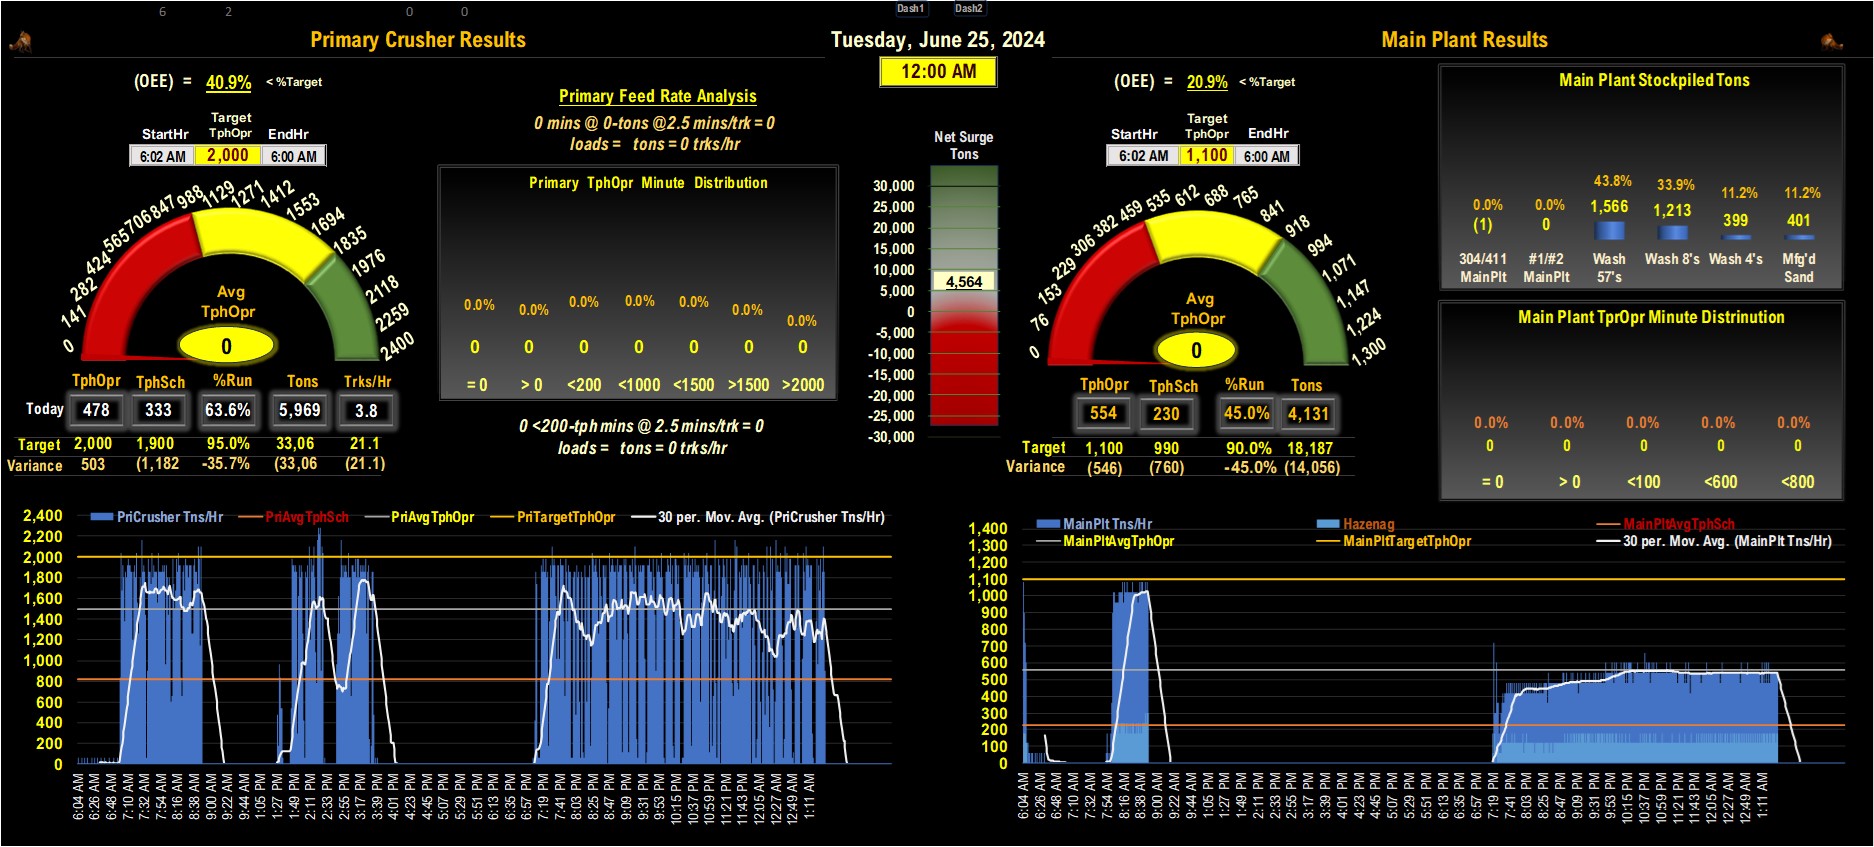 6 2 0 0
Dash1 Dash2
Primary Crusher Results
Tuesday, June 25, 2024
12:00 AM
Main Plant Results
(OEE) = 40.9% < %Target
StartHr Target TphOpr EndHr
6:02 AM 2,000 6:00 AM
0
141
282
424
565
706
847
988
1129
1271
1412
1553
1694
1835
1976
2118
2259
2400
Avg
TphOpr
0
TphOpr TphSch %Run Tons Trks/Hr
Today 478 333 63.6% 5,969 3.8
Target 2,000 1,900 95.0% 33,06 21.1
Variance 503 (1,182 -35.7% (33,06 (21.1)
Primary Feed Rate Analysis
0 mins @ 0-tons @2.5 mins/trk = 0
loads = tons = 0 trks/hr
Primary TphOpr Minute Distribution
0.0% 0.0% 0.0% 0.0% 0.0% 0.0% 0.0%
0 0 0 0 0 0 0
= 0 > 0 <200 <1000 <1500 >1500 >2000
0 <200-tph mins @ 2.5 mins/trk = 0
loads = tons = 0 trks/hr
Net Surge
Tons
30,000
25,000
20,000
15,000
10,000
4,564
5,000
0
-5,000
-10,000
-15,000
-20,000
-25,000
-30,000
(OEE) = 20.9% < %Target
StartHr Target TphOpr EndHr
6:02 AM 1,100 6:00 AM
0
76
153
229
306
382
459
535
612
688
765
841
918
994
1,071
1,147
1,224
1,300
Avg
TphOpr
0
TphOpr TphSch %Run Tons
554 230 45.0% 4,131
Target 1,100 990 90.0% 18,187
Variance (546) (760) -45.0% (14,056)
Main Plant Stockpiled Tons
0.0% 0.0% 43.8% 33.9% 11.2% 11.2%
(1) 0 1,566 1,213 399 401
304/411 #1/#2 Wash Wash 8's Wash 4's Mfg'd
MainPlt MainPlt 57's Sand
Main Plant TprOpr Minute Distrinution
0.0% 0.0% 0.0% 0.0% 0.0%
0 0 0 0 0
= 0 > 0 <100 <600 <800
PriCrusher Tns/Hr PriAvgTphSch PriAvgTphOpr PriTargetTphOpr 30 per. Mov. Avg. (PriCrusher Tns/Hr)
2,400
2,200
2,000
1,800
1,600
1,400
1,200
1,000
800
600
400
200
0
6:04 AM
6:26 AM
6:48 AM
7:10 AM
7:32 AM
7:54 AM
8:16 AM
8:38 AM
9:00 AM
9:22 AM
9:44 AM
1:05 PM
1:27 PM
1:49 PM
2:11 PM
2:33 PM
2:55 PM
3:17 PM
3:39 PM
4:01 PM
4:23 PM
4:45 PM
5:07 PM
5:29 PM
5:51 PM
6:13 PM
6:35 PM
6:57 PM
7:19 PM
7:41 PM
8:03 PM
8:25 PM
8:47 PM
9:09 PM
9:31 PM
9:53 PM
10:15 PM
10:37 PM
10:59 PM
11:21 PM
11:43 PM
12:05 AM
12:27 AM
12:49 AM
1:11 AM
MainPlt Tns/Hr Hazenag MainPltAvgTphSch
MainPltAvgTphOpr MainPltTargetTphOpr 30 per. Mov. Avg. (MainPlt Tns/Hr)
1,400
1,300
1,200
1,100
1,000
900
800
700
600
500
400
300
200
100
0
6:04 AM
6:26 AM
6:48 AM
7:10 AM
7:32 AM
7:54 AM
8:16 AM
8:38 AM
9:00 AM
9:22 AM
9:44 AM
1:05 PM
1:27 PM
1:49 PM
2:11 PM
2:33 PM
2:55 PM
3:17 PM
3:39 PM
4:01 PM
4:23 PM
4:45 PM
5:07 PM
5:29 PM
5:51 PM
6:13 PM
6:35 PM
6:57 PM
7:19 PM
7:41 PM
8:03 PM
8:25 PM
8:47 PM
9:09 PM
9:31 PM
9:53 PM
10:15 PM
10:37 PM
10:59 PM
11:21 PM
11:43 PM
12:05 AM
12:27 AM
12:49 AM
1:11 AM